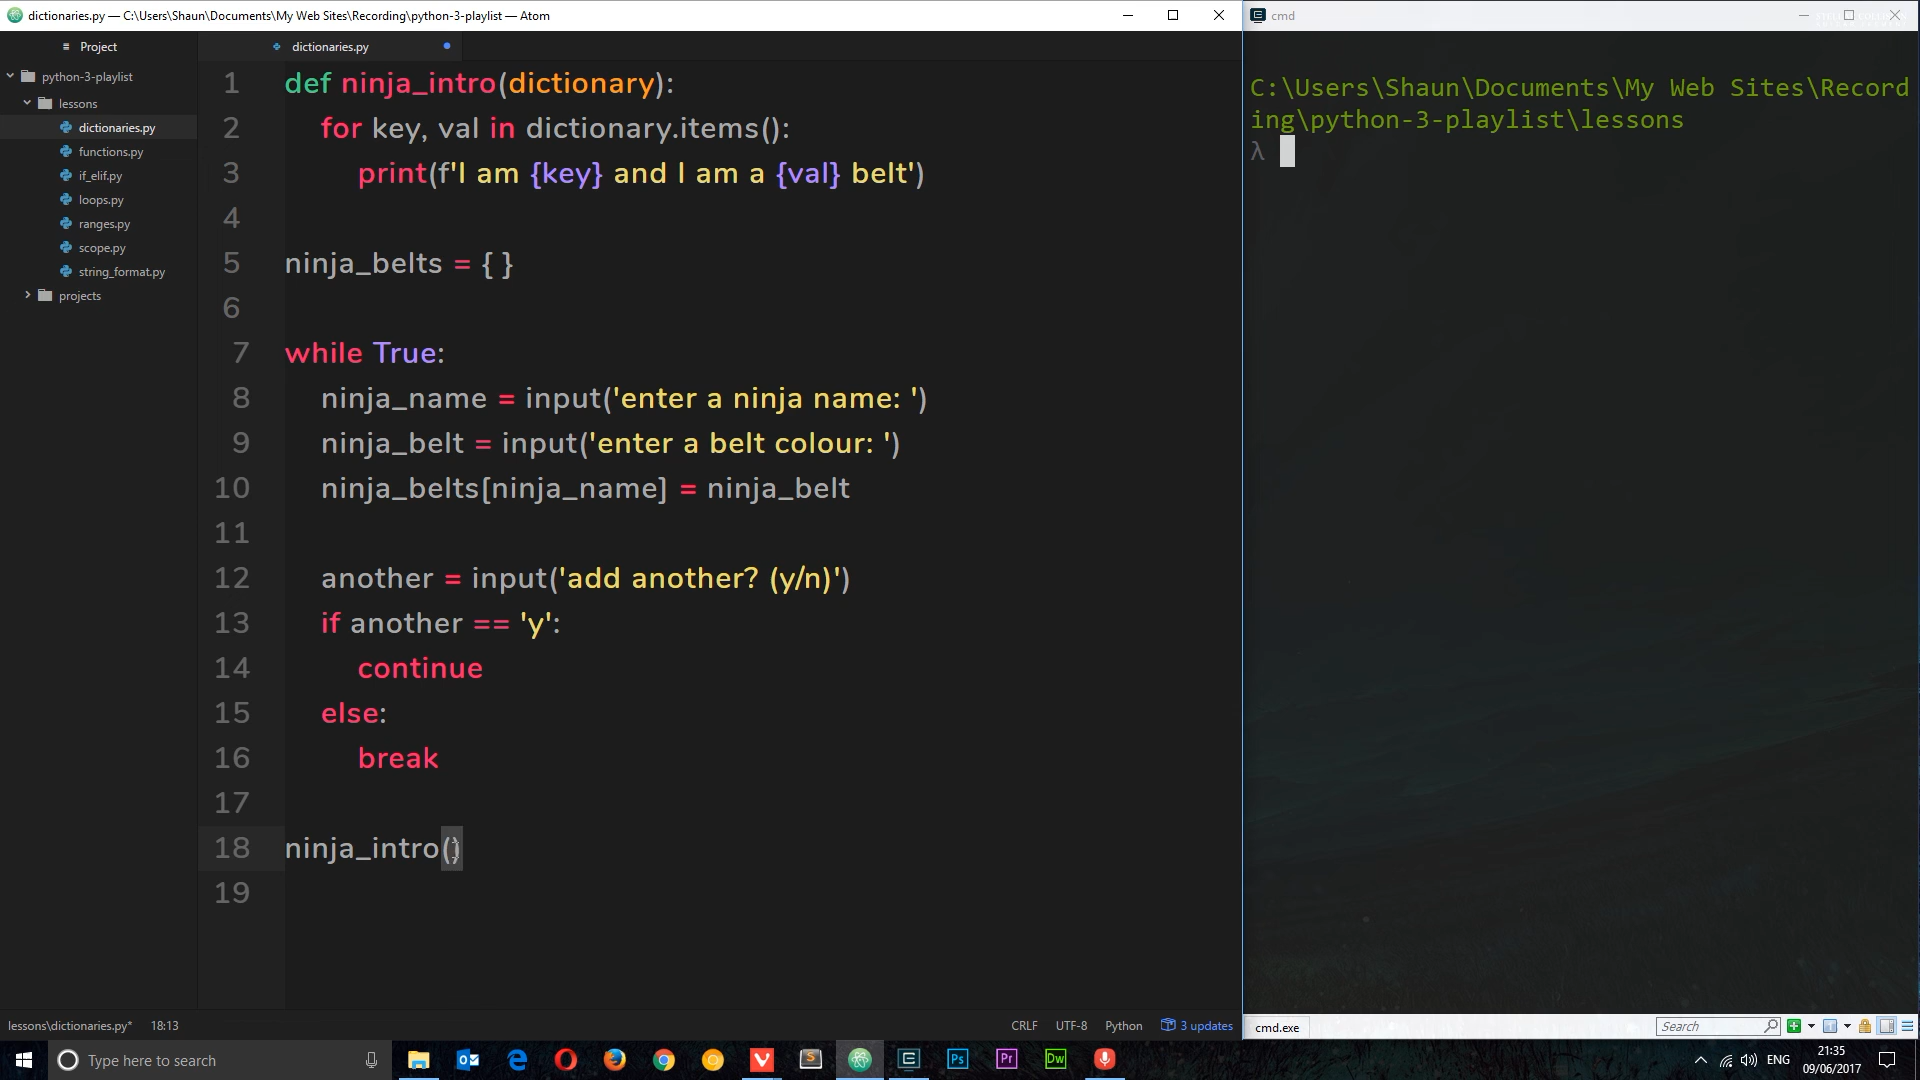 dictionaries.py — C:\Users\Shaun\Documents\My Web Sites\Recording\python-3-playlist — Atom
Project
python-3-playlist
lessons
dictionaries.py
functions.py
if_elif.py
loops.py
ranges.py
scope.py
string_format.py
projects
dictionaries.py
1 def ninja_intro(dictionary):
2 for key, val in dictionary.items():
3 print(f'I am {key} and I am a {val} belt')
4
5 ninja_belts = { }
6
7 while True:
8 ninja_name = input('enter a ninja name: ')
9 ninja_belt = input('enter a belt colour: ')
10 ninja_belts[ninja_name] = ninja_belt
11
12 another = input('add another? (y/n)')
13 if another == 'y':
14 continue
15 else:
16 break
17
18 ninja_intro()
19
lessons\dictionaries.py* 18:13
CRLF UTF-8 Python 3 updates
cmd
C:\Users\Shaun\Documents\My Web Sites\Record
ing\python-3-playlist\lessons
λ
cmd.exe
Search
Type here to search
Ps
Pr
Dw
ENG
21:35
09/06/2017